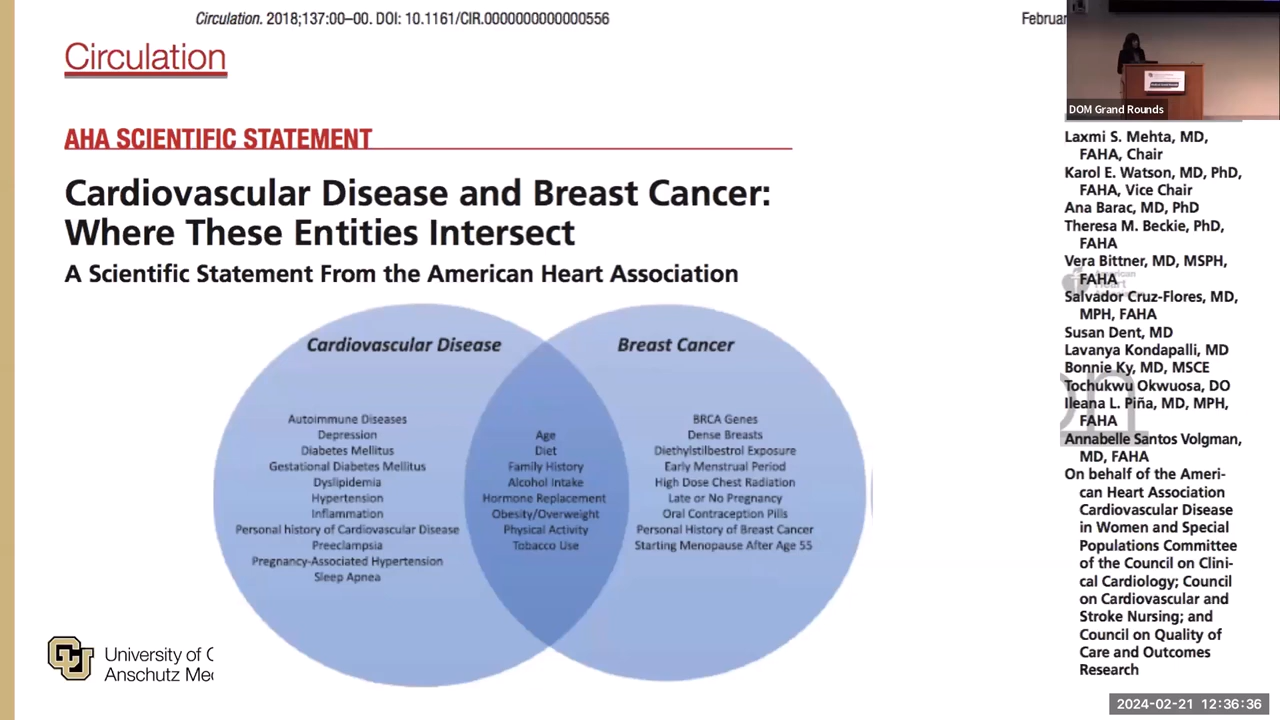 Circulation. 2018;137:00–00. DOI: 10.1161/CIR.0000000000000556
Februar
Circulation
AHA SCIENTIFIC STATEMENT
Cardiovascular Disease and Breast Cancer:
Where These Entities Intersect
A Scientific Statement From the American Heart Association
Cardiovascular Disease
Autoimmune Diseases
Depression
Diabetes Mellitus
Gestational Diabetes Mellitus
Dyslipidemia
Hypertension
Inflammation
Personal history of Cardiovascular Disease
Preeclampsia
Pregnancy-Associated Hypertension
Sleep Apnea
Age
Diet
Family History
Alcohol Intake
Hormone Replacement
Obesity/Overweight
Physical Activity
Tobacco Use
Breast Cancer
BRCA Genes
Dense Breasts
Diethylstilbestrol Exposure
Early Menstrual Period
High Dose Chest Radiation
Late or No Pregnancy
Oral Contraception Pills
Personal History of Breast Cancer
Starting Menopause After Age 55
CU
University of C
Anschutz Me
DOM Grand Rounds
Laxmi S. Mehta, MD,
FAHA, Chair
Karol E. Watson, MD, PhD,
FAHA, Vice Chair
Ana Barac, MD, PhD
Theresa M. Beckie, PhD,
FAHA
Vera Bittner, MD, MSPH,
FAHA
American
Heart
Salvador Cruz-Flores, MD,
MPH, FAHA
Susan Dent, MD
Lavanya Kondapalli, MD
Bonnie Ky, MD, MSCE
Tochukwu Okwuosa, DO
Ileana L. Piña, MD, MPH,
FAHA
on
Annabelle Santos Volgman,
MD, FAHA
On behalf of the Ameri-
can Heart Association
Cardiovascular Disease
in Women and Special
Populations Committee
of the Council on Clini-
cal Cardiology; Council
on Cardiovascular and
Stroke Nursing; and
Council on Quality of
Care and Outcomes
Research
2024-02-21 12:36:36